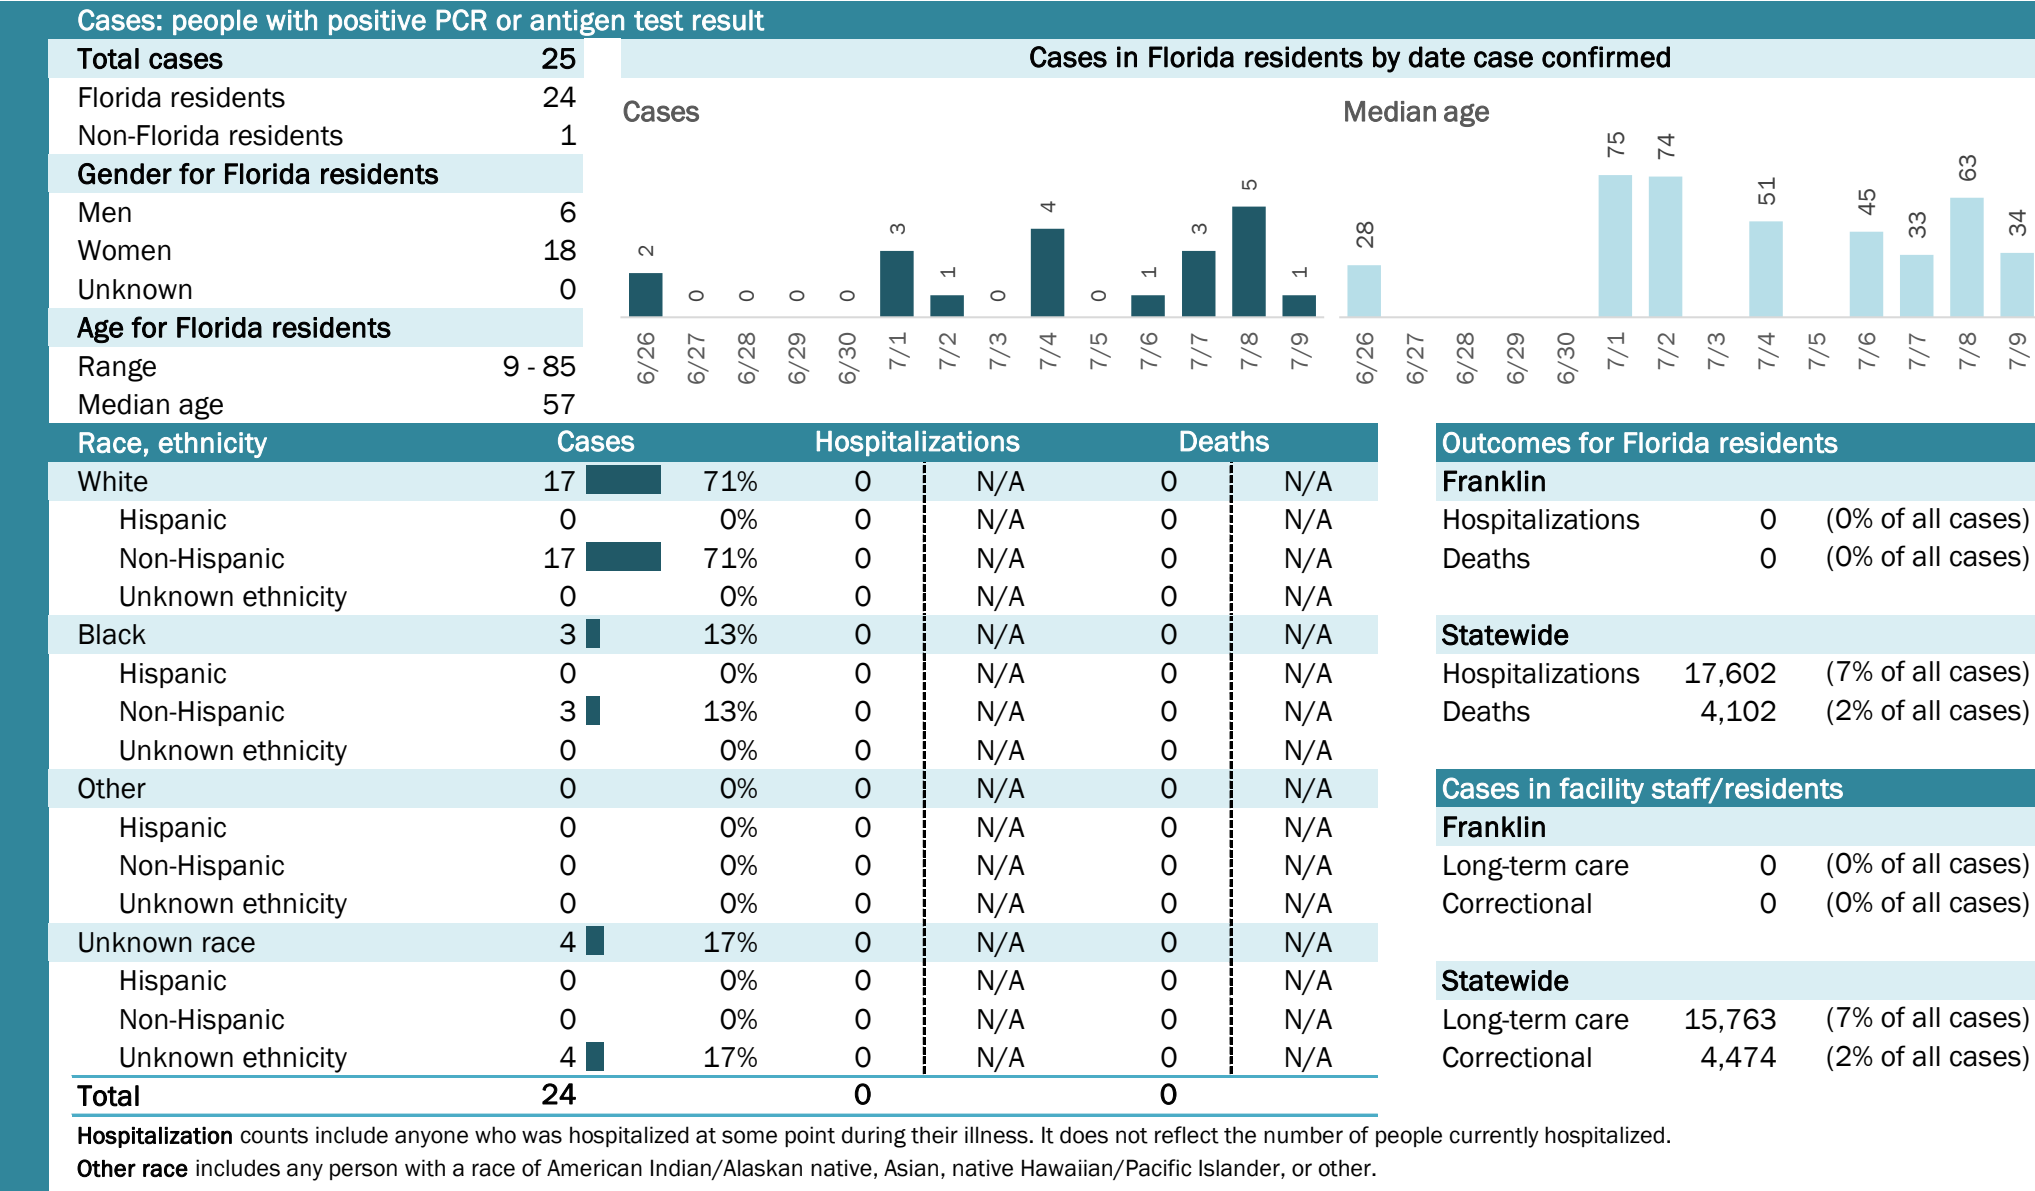 Cases: people with positive PCR or antigen test result
Total cases 25
Florida residents 24
Non-Florida residents 1
Gender for Florida residents
Men 6
Women 18
Unknown 0
Age for Florida residents
Range 9 - 85
Median age 57
Cases in Florida residents by date case confirmed
Cases
2 0 0 0 0 3 1 0 4 0 1 3 5 1
6/26 6/27 6/28 6/29 6/30 7/1 7/2 7/3 7/4 7/5 7/6 7/7 7/8 7/9
Median age
28 75 74 51 45 33 63 34
6/26 6/27 6/28 6/29 6/30 7/1 7/2 7/3 7/4 7/5 7/6 7/7 7/8 7/9
Race, ethnicity Cases Hospitalizations Deaths
White 17 71% 0 N/A 0 N/A
Hispanic 0 0% 0 N/A 0 N/A
Non-Hispanic 17 71% 0 N/A 0 N/A
Unknown ethnicity 0 0% 0 N/A 0 N/A
Black 3 13% 0 N/A 0 N/A
Hispanic 0 0% 0 N/A 0 N/A
Non-Hispanic 3 13% 0 N/A 0 N/A
Unknown ethnicity 0 0% 0 N/A 0 N/A
Other 0 0% 0 N/A 0 N/A
Hispanic 0 0% 0 N/A 0 N/A
Non-Hispanic 0 0% 0 N/A 0 N/A
Unknown ethnicity 0 0% 0 N/A 0 N/A
Unknown race 4 17% 0 N/A 0 N/A
Hispanic 0 0% 0 N/A 0 N/A
Non-Hispanic 0 0% 0 N/A 0 N/A
Unknown ethnicity 4 17% 0 N/A 0 N/A
Total 24 0 0
Outcomes for Florida residents
Franklin
Hospitalizations 0 (0% of all cases)
Deaths 0 (0% of all cases)
Statewide
Hospitalizations 17,602 (7% of all cases)
Deaths 4,102 (2% of all cases)
Cases in facility staff/residents
Franklin
Long-term care 0 (0% of all cases)
Correctional 0 (0% of all cases)
Statewide
Long-term care 15,763 (7% of all cases)
Correctional 4,474 (2% of all cases)
Hospitalization counts include anyone who was hospitalized at some point during their illness. It does not reflect the number of people currently hospitalized.
Other race includes any person with a race of American Indian/Alaskan native, Asian, native Hawaiian/Pacific Islander, or other.